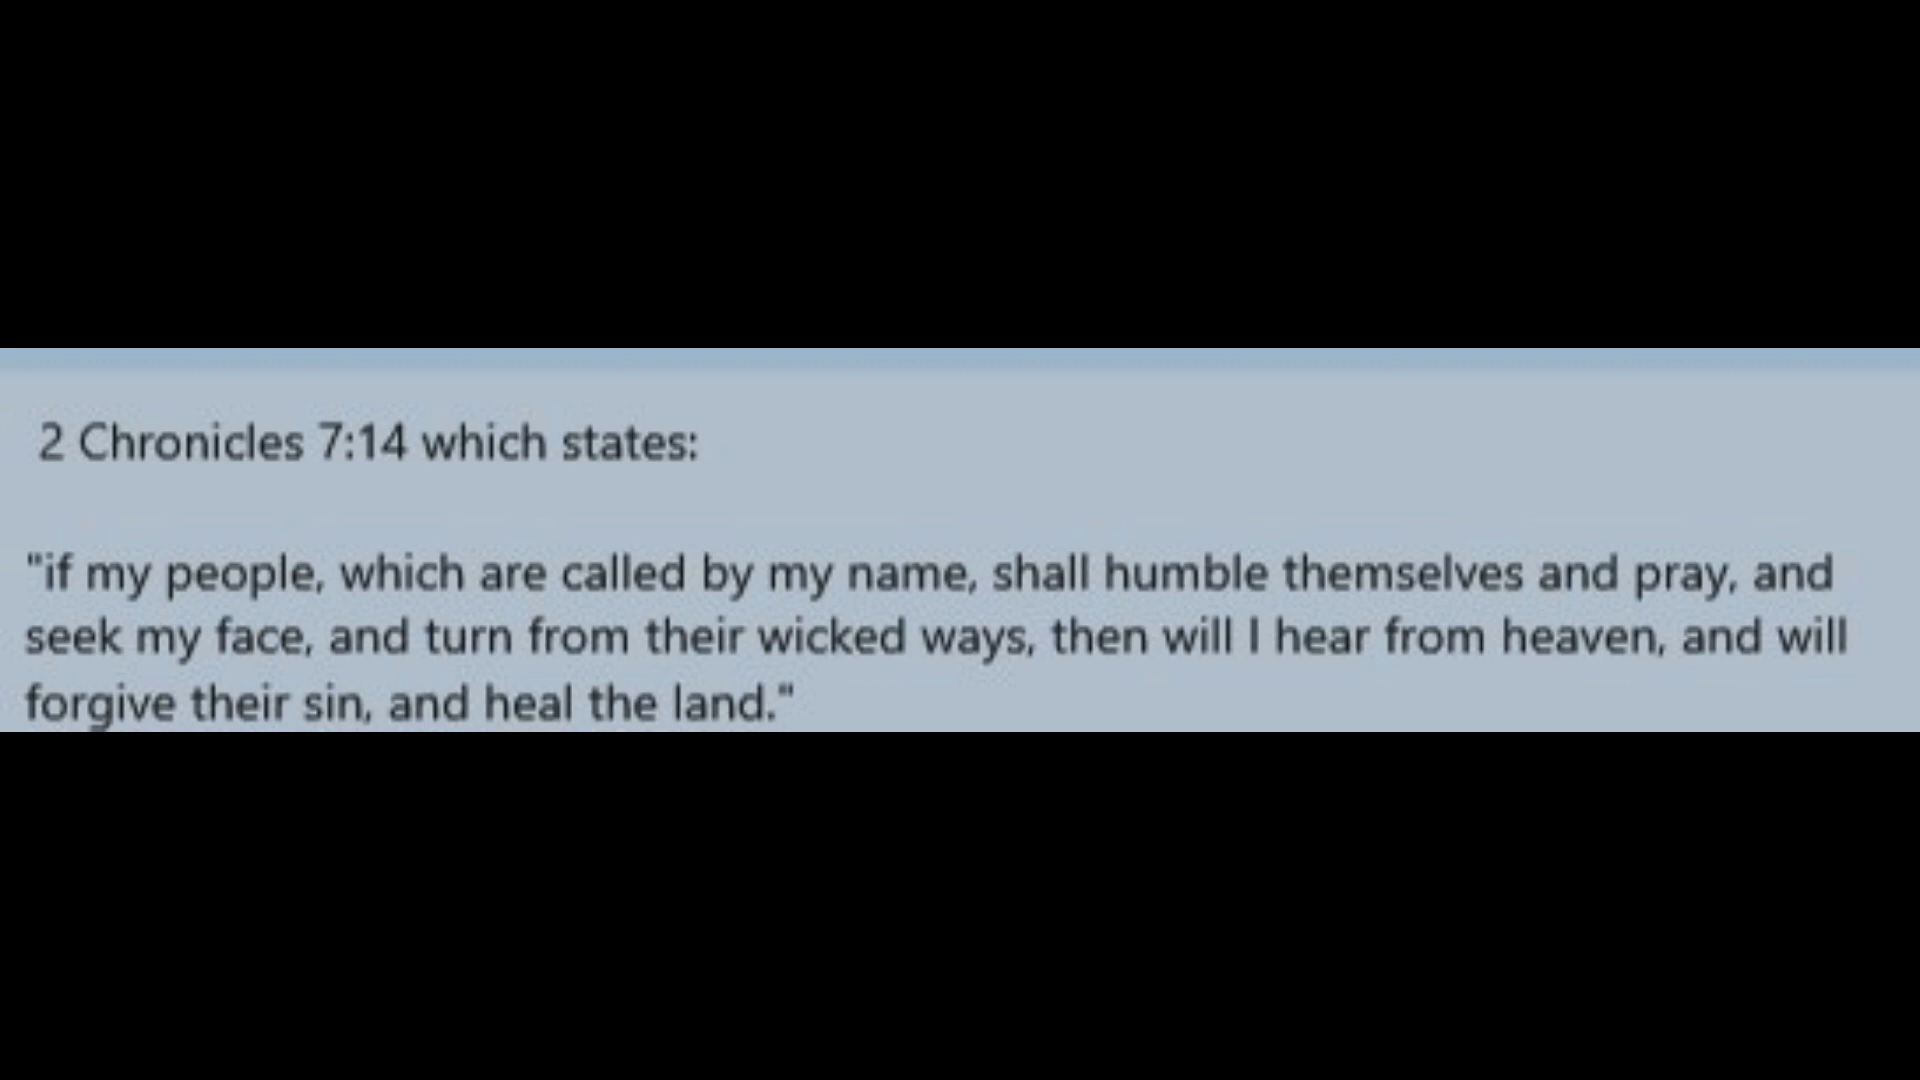 2 Chronicles 7:14 which states:
"if my people, which are called by my name, shall humble themselves and pray, and
seek my face, and turn from their wicked ways, then will I hear from heaven, and will
forgive their sin, and heal the land."